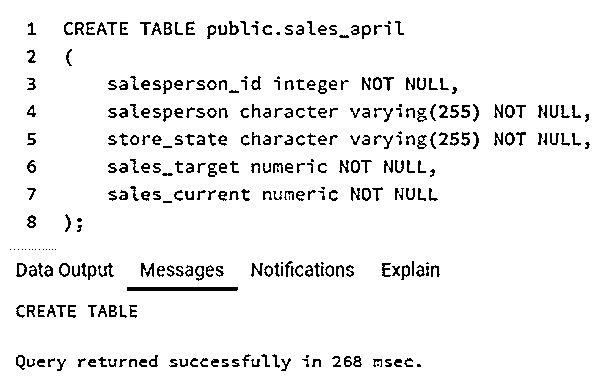 1 CREATE TABLE public.sales_april
2 (
3 salesperson_id integer NOT NULL,
4 salesperson character varying(255) NOT NULL,
5 store_state character varying(255) NOT NULL,
6 sales_target numeric NOT NULL,
7 sales_current numeric NOT NULL
8 );
Data Output Messages Notifications Explain
CREATE TABLE
Query returned successfully in 268 msec.